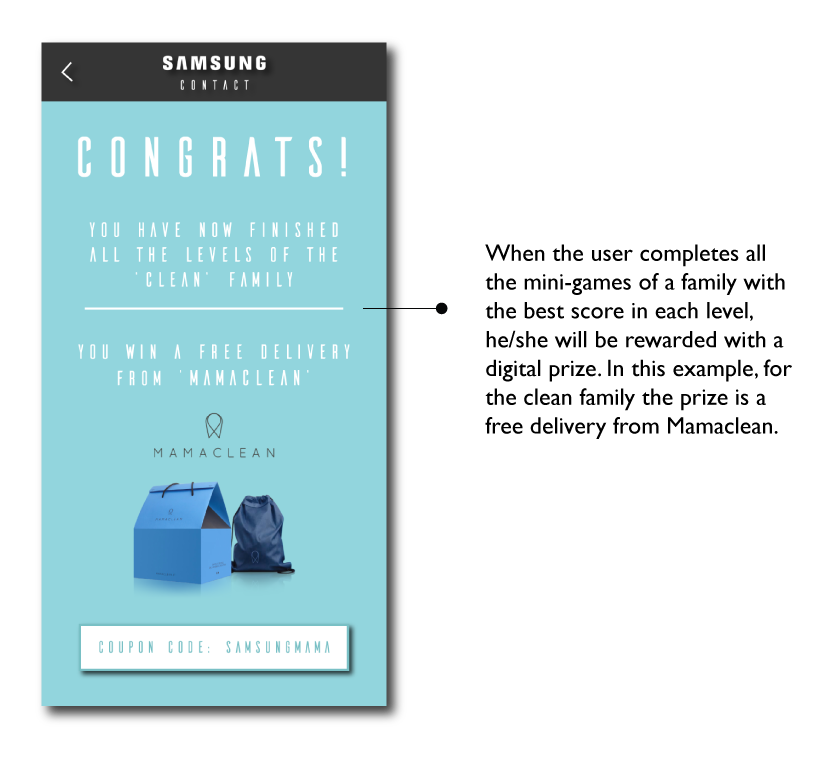 SAMSUNG
CONTACT
CONGRATS!
YOU HAVE NOW FINISHED
ALL THE LEVELS OF THE
'CLEAN' FAMILY
YOU WIN A FREE DELIVERY
FROM 'MAMACLEAN'
MAMACLEAN
MAMACLEAN
MAMACLEAN
COUPON CODE: SAMSUNGMAMA
When the user completes all
the mini-games of a family with
the best score in each level,
he/she will be rewarded with a
digital prize. In this example, for
the clean family the prize is a
free delivery from Mamaclean.